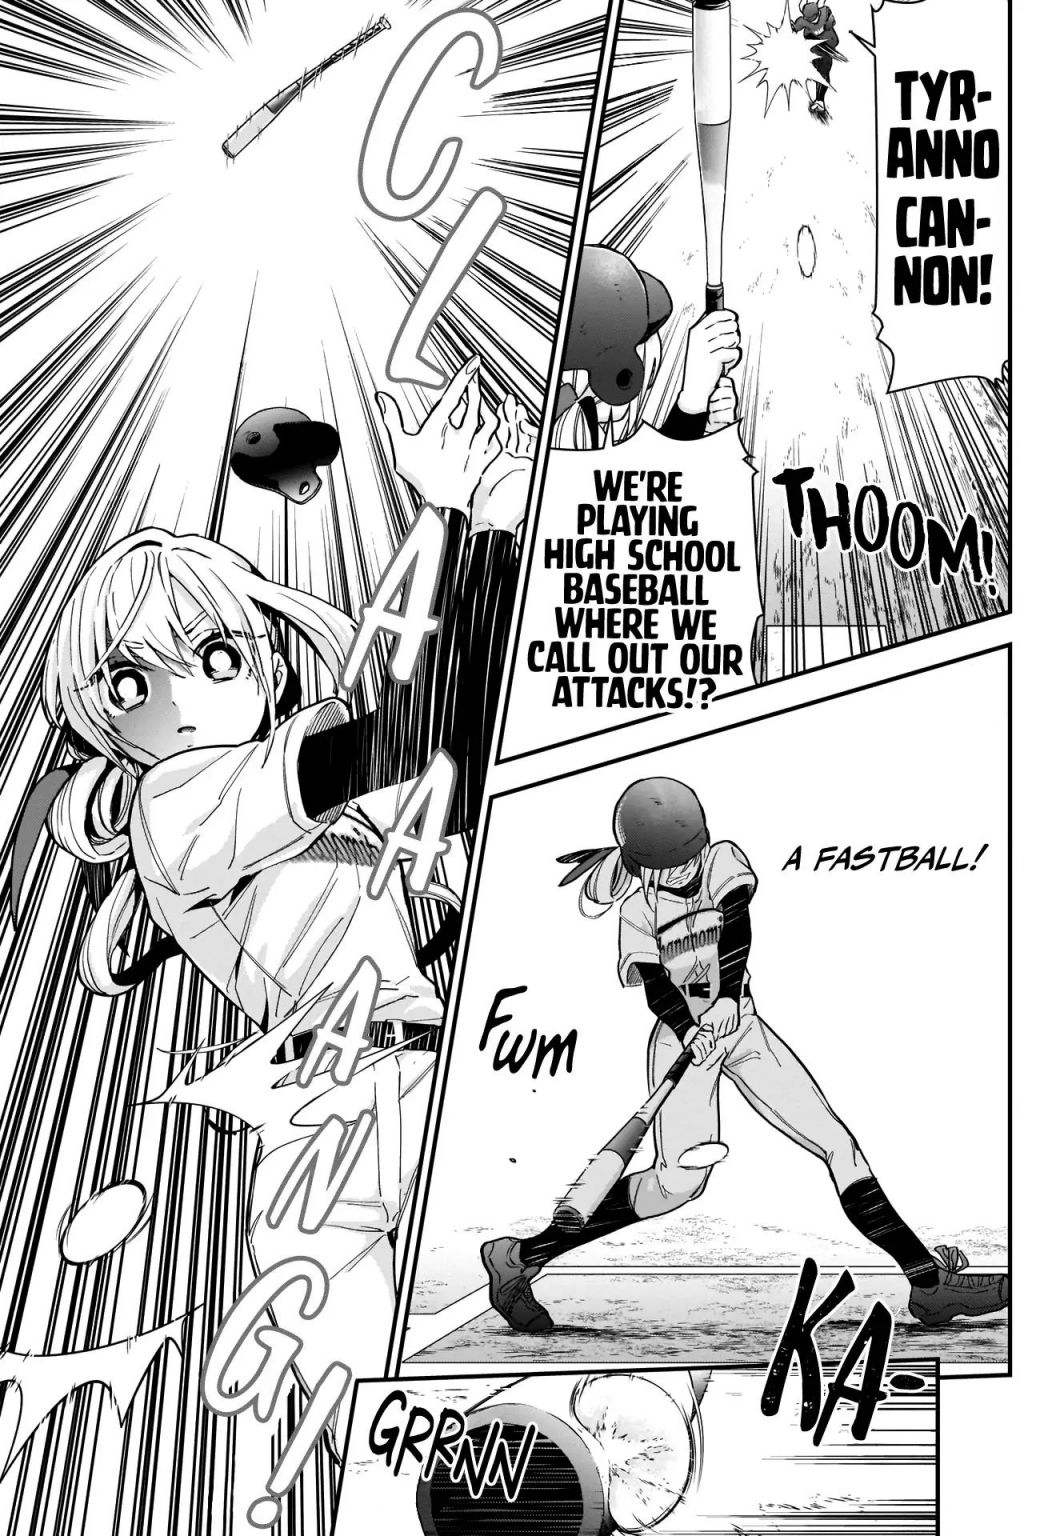 TYR-
ANNO
CAN-
NON!
THOOM!
WE'RE
PLAYING
HIGH SCHOOL
BASEBALL
WHERE WE
CALL OUT OUR
ATTACKS!?
A FASTBALL!
FWM
KA-
GRRNN
CLAAAANG!